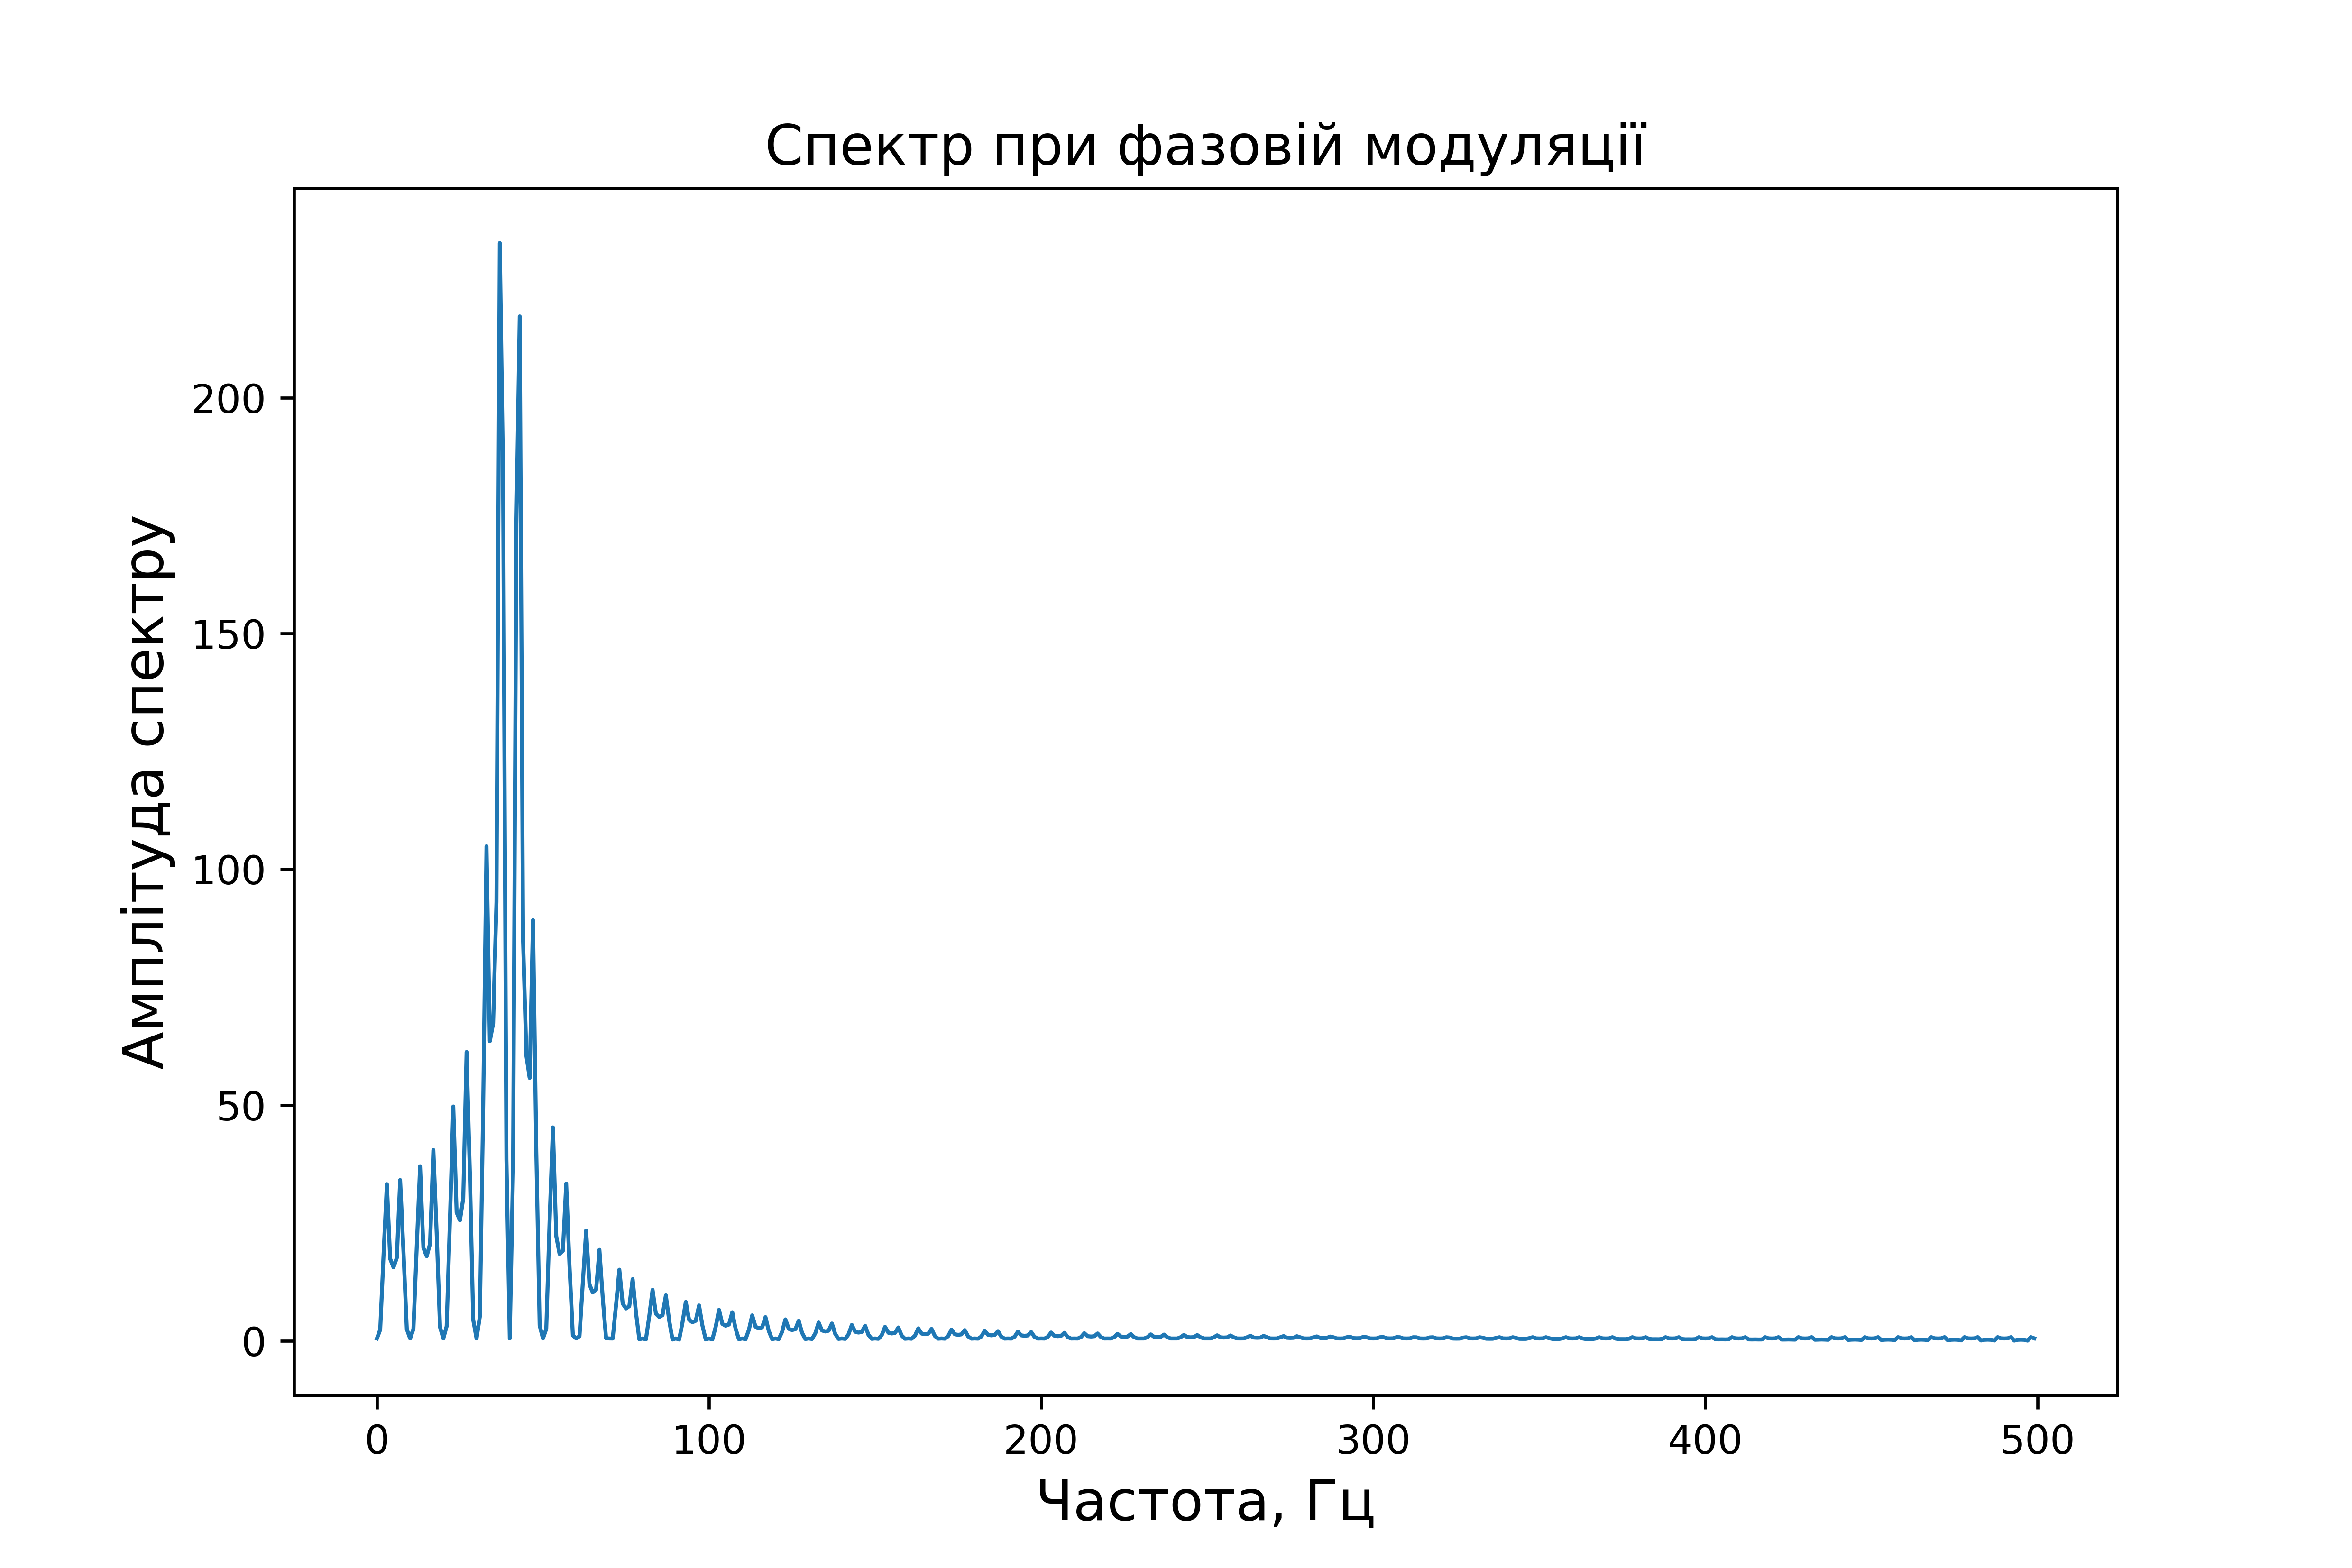 Спектр при фазовій модуляції
Амплітуда спектру
200
150
100
50
0
0 100 200 300 400 500
Частота, Гц